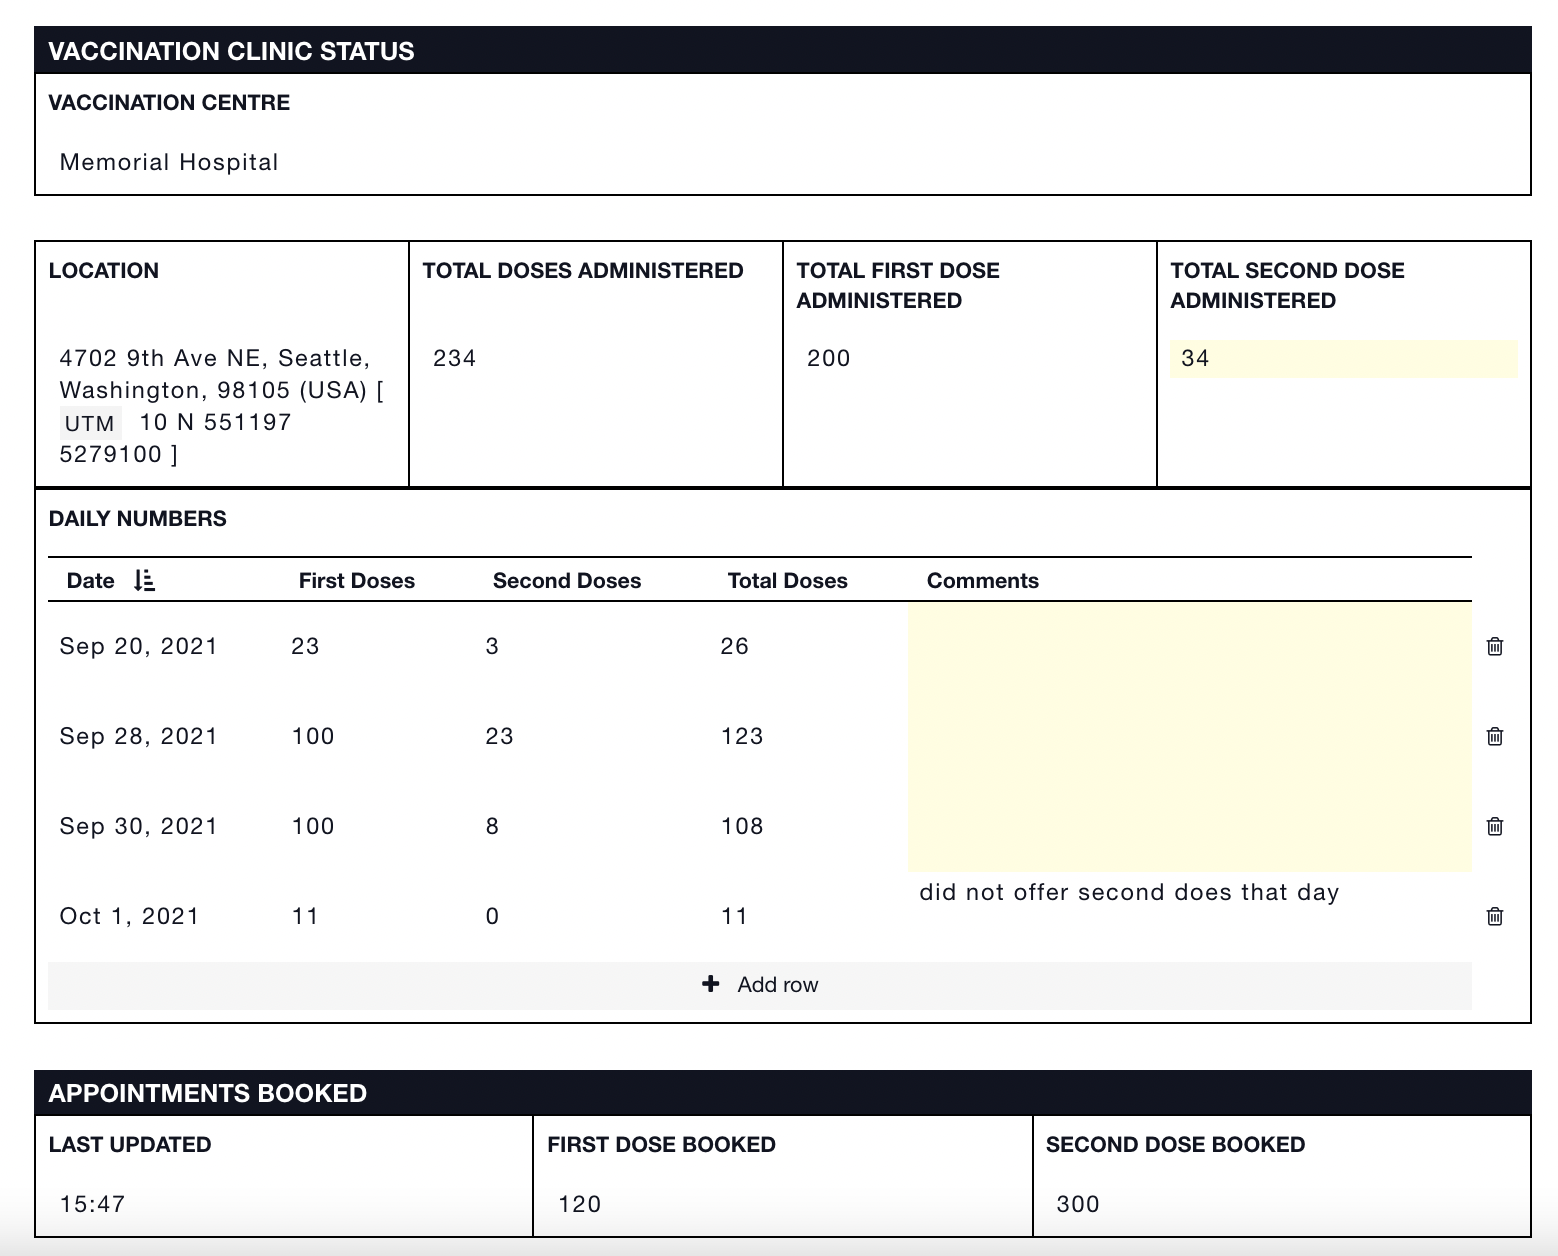 VACCINATION CLINIC STATUS
VACCINATION CENTRE
Memorial Hospital
LOCATION
4702 9th Ave NE, Seattle,
Washington, 98105 (USA) [
UTM 10 N 551197
5279100 ]
TOTAL DOSES ADMINISTERED
234
TOTAL FIRST DOSE
ADMINISTERED
200
TOTAL SECOND DOSE
ADMINISTERED
34
DAILY NUMBERS
Date First Doses Second Doses Total Doses Comments
Sep 20, 2021 23 3 26
Sep 28, 2021 100 23 123
Sep 30, 2021 100 8 108
Oct 1, 2021 11 0 11 did not offer second does that day
Add row
APPOINTMENTS BOOKED
LAST UPDATED
15:47
FIRST DOSE BOOKED
120
SECOND DOSE BOOKED
300